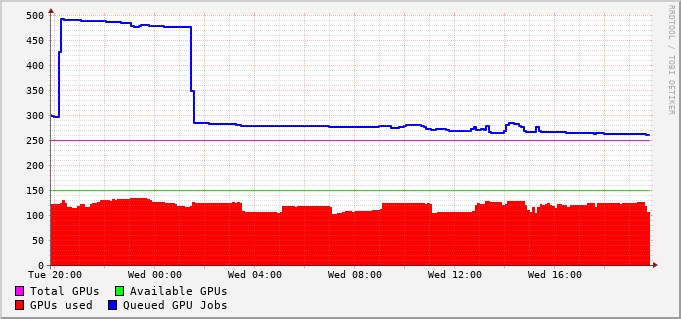 500
450
400
350
300
250
200
150
100
50
0
Tue 20:00 Wed 00:00 Wed 04:00 Wed 08:00 Wed 12:00 Wed 16:00
Total GPUs Available GPUs
GPUs used Queued GPU Jobs
RRDTOOL / TOBI OETIKER